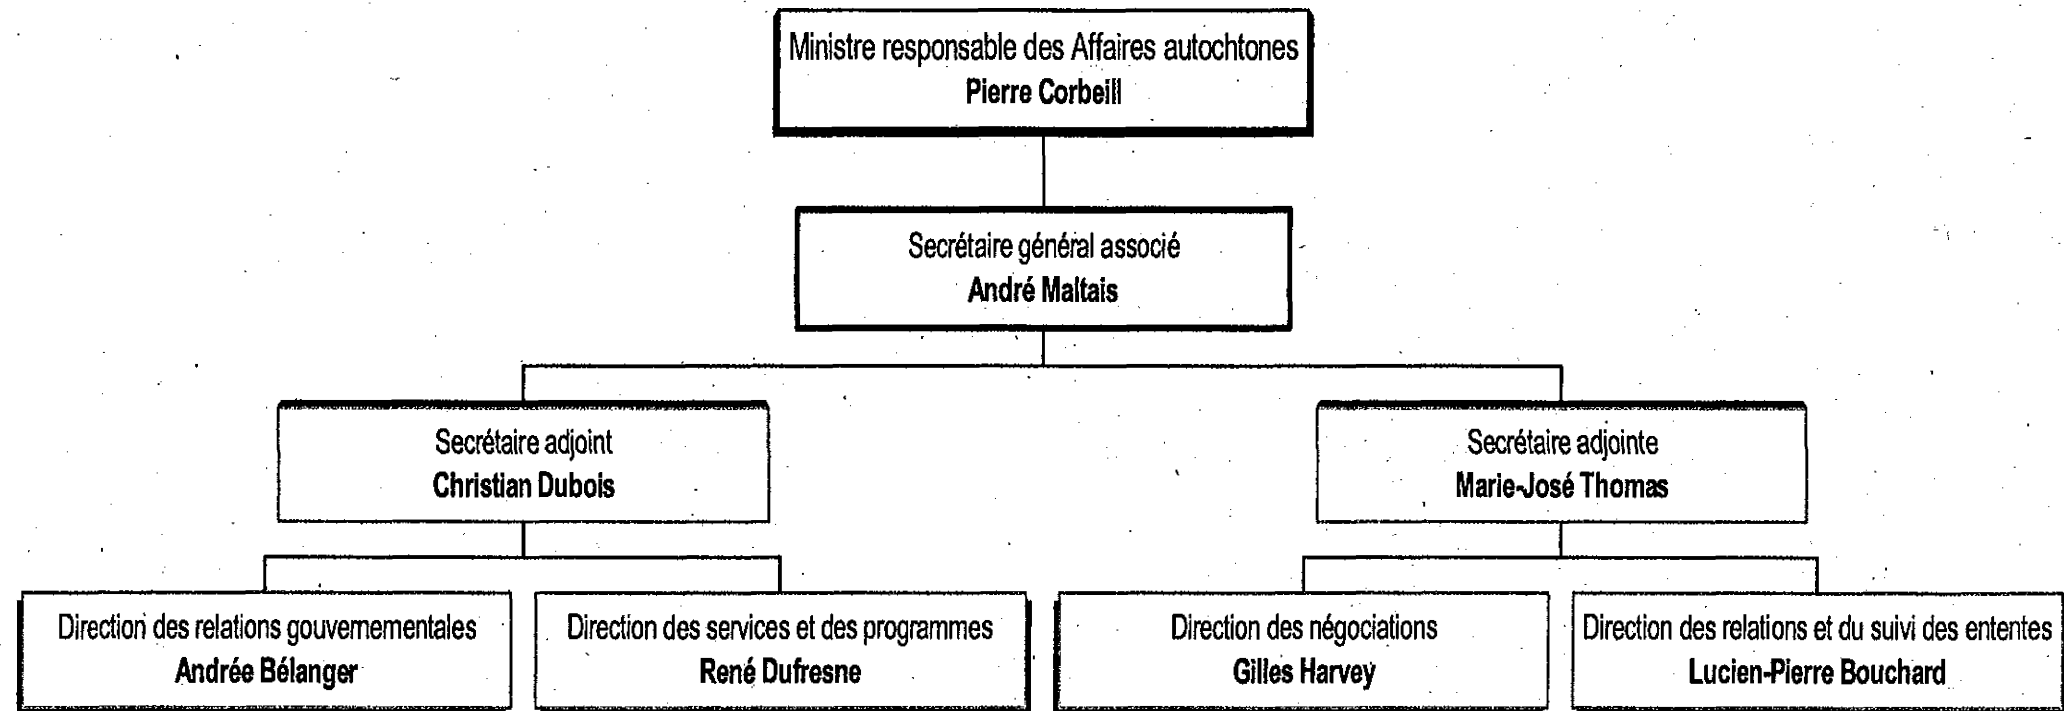 Ministre responsable des Affaires autochtones
Pierre Corbeill
Secrétaire général associé
André Maltais
Secrétaire adjoint
Christian Dubois
Secrétaire adjointe
Marie-José Thomas
Direction des relations gouvernementales
Andrée Bélanger
Direction des services et des programmes
René Dufresne
Direction des négociations
Gilles Harvey
Direction des relations et du suivi des ententes
Lucien-Pierre Bouchard